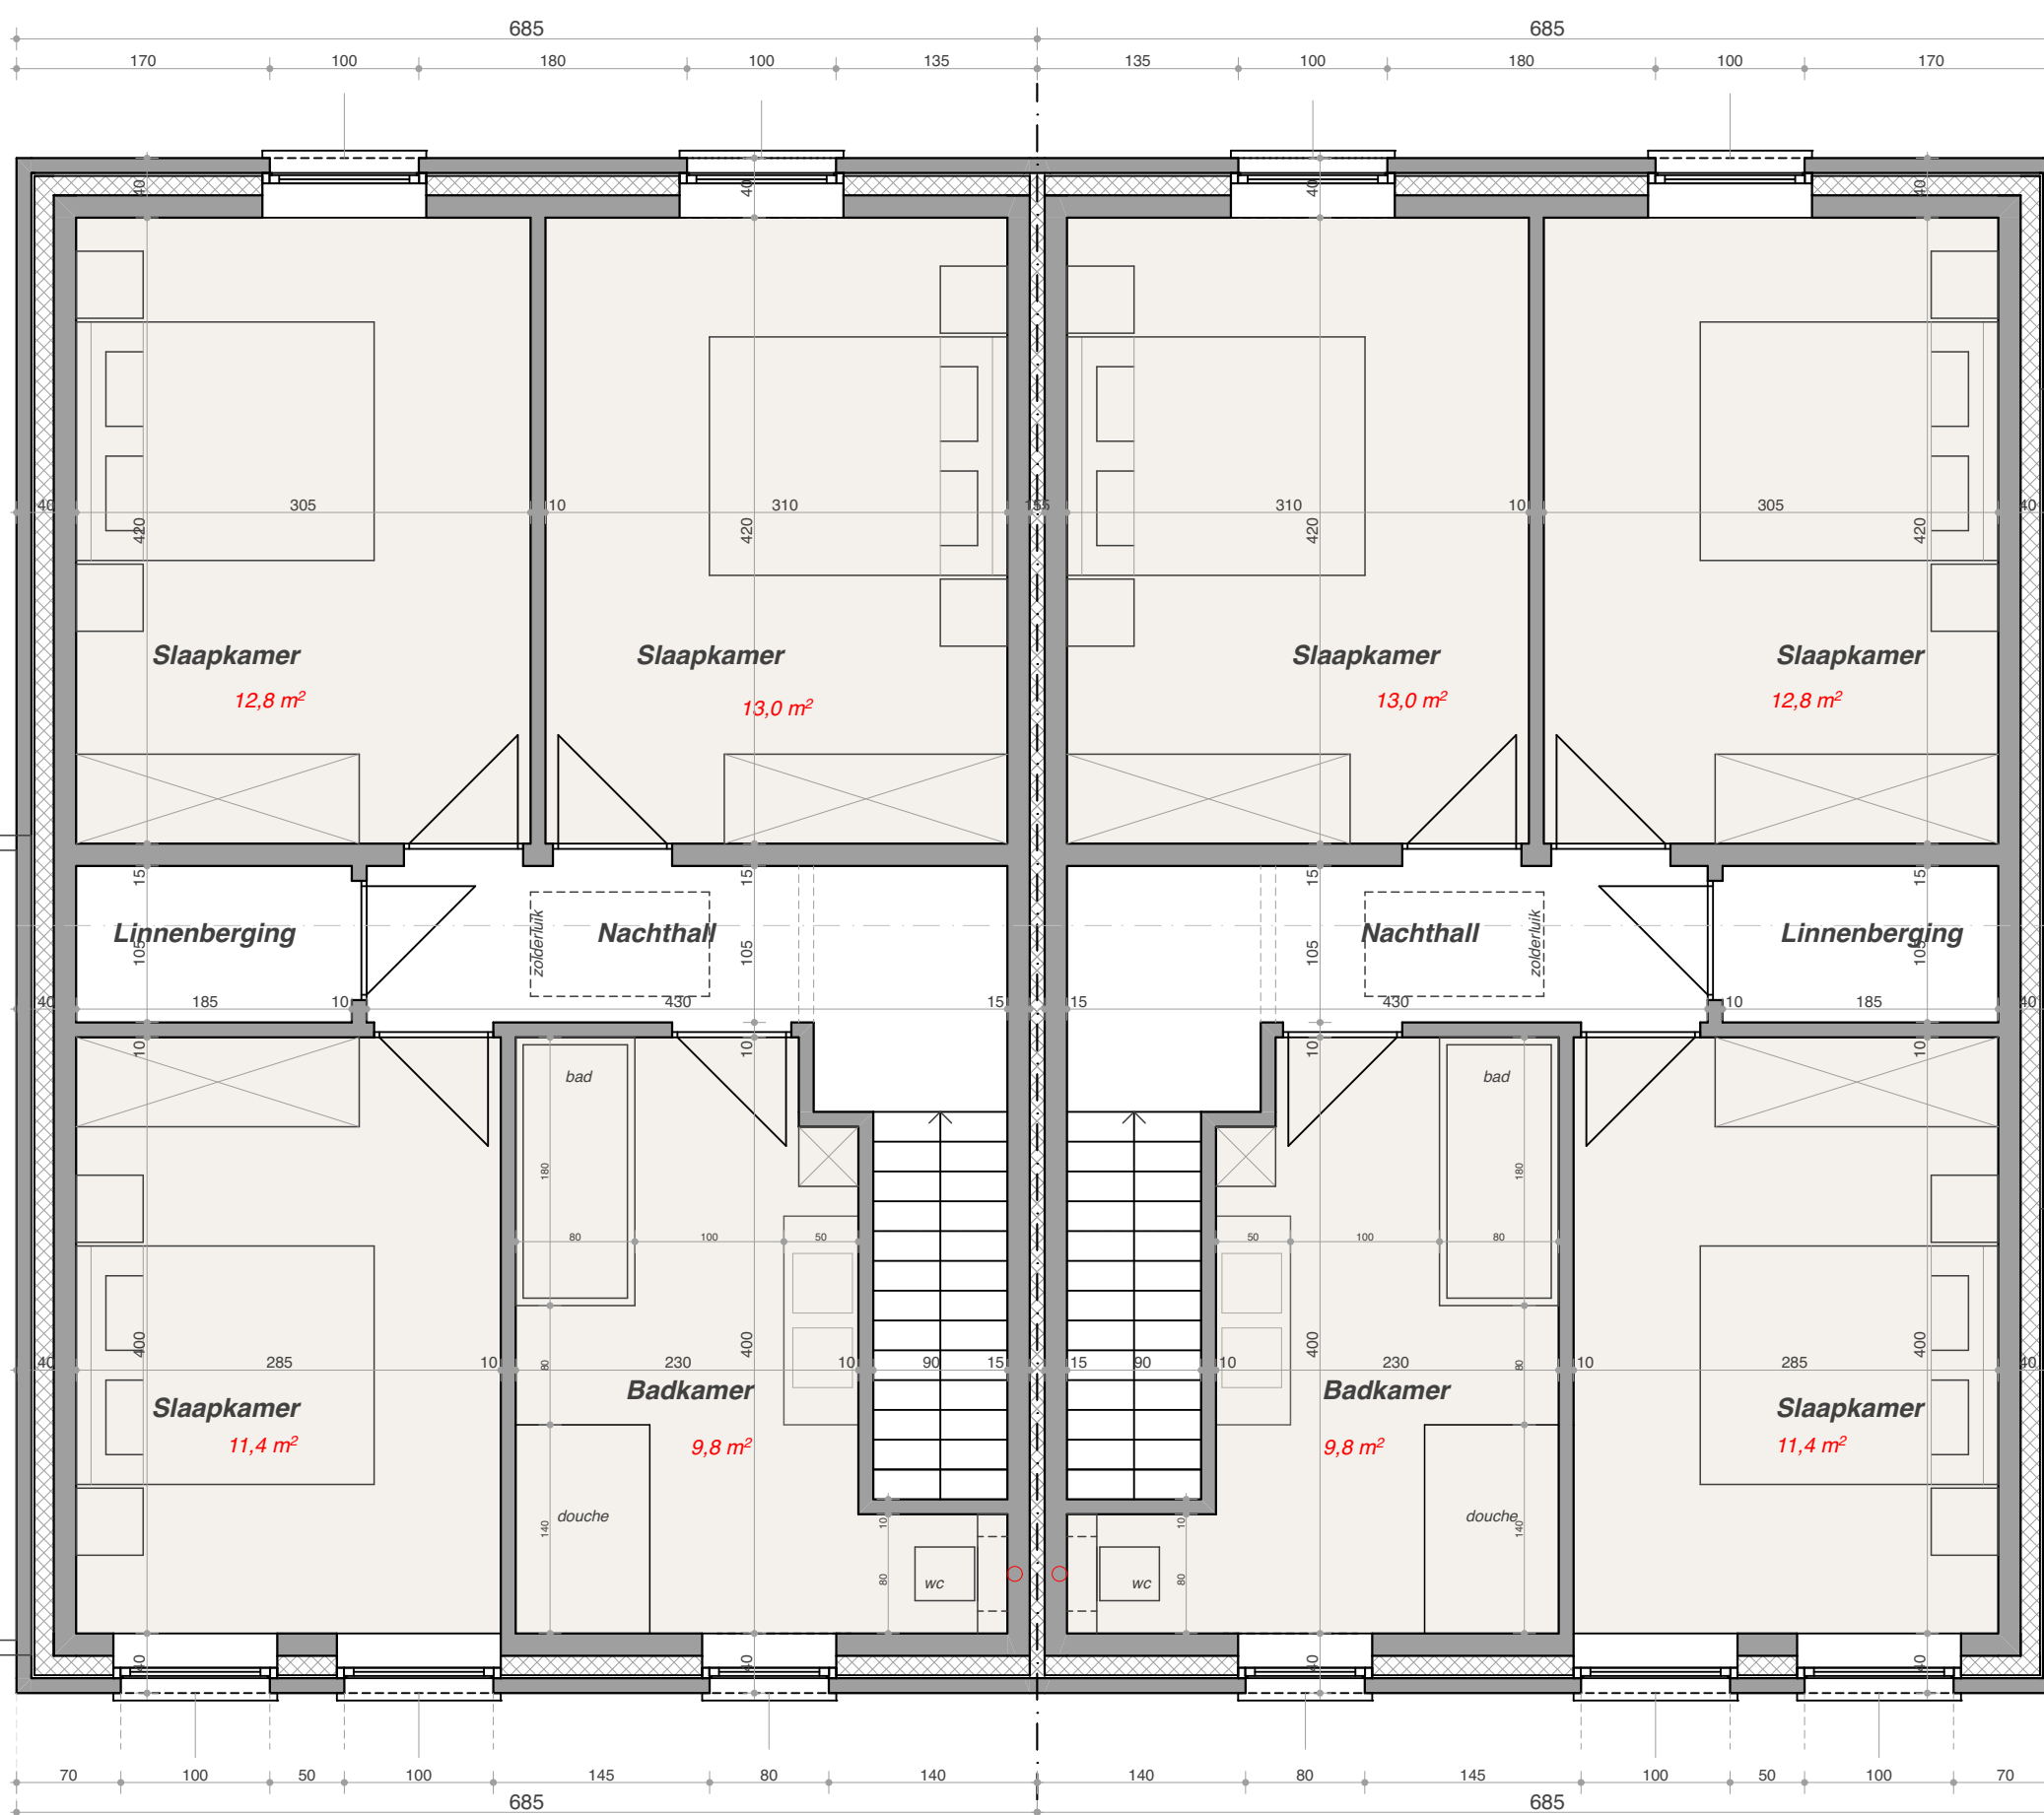 685 685
170 100 180 100 135 135 100 180 100 170
40 40 40 40
40 305 10 310 15 310 10 305 40
420 420 420 420
Slaapkamer Slaapkamer Slaapkamer Slaapkamer
12,8 m² 13,0 m² 13,0 m² 12,8 m²
15 15 15 15
Linnenberging zolderluik Nachthall Nachthall zolderluik Linnenberging
105 105 105 105
40 185 10 430 15 15 430 10 185 40
10 10 10 10
bad bad
180 180
80 100 50 50 100 80
400 400 400 400
40 285 10 80 230 10 90 15 15 90 10 230 80 10 285 40
Slaapkamer Badkamer Badkamer Slaapkamer
11,4 m² 9,8 m² 9,8 m² 11,4 m²
douche douche
140 10 10 140
80 wc wc 80
40 40 40 40
70 100 50 100 145 80 140 140 80 145 100 50 100 70
685 685